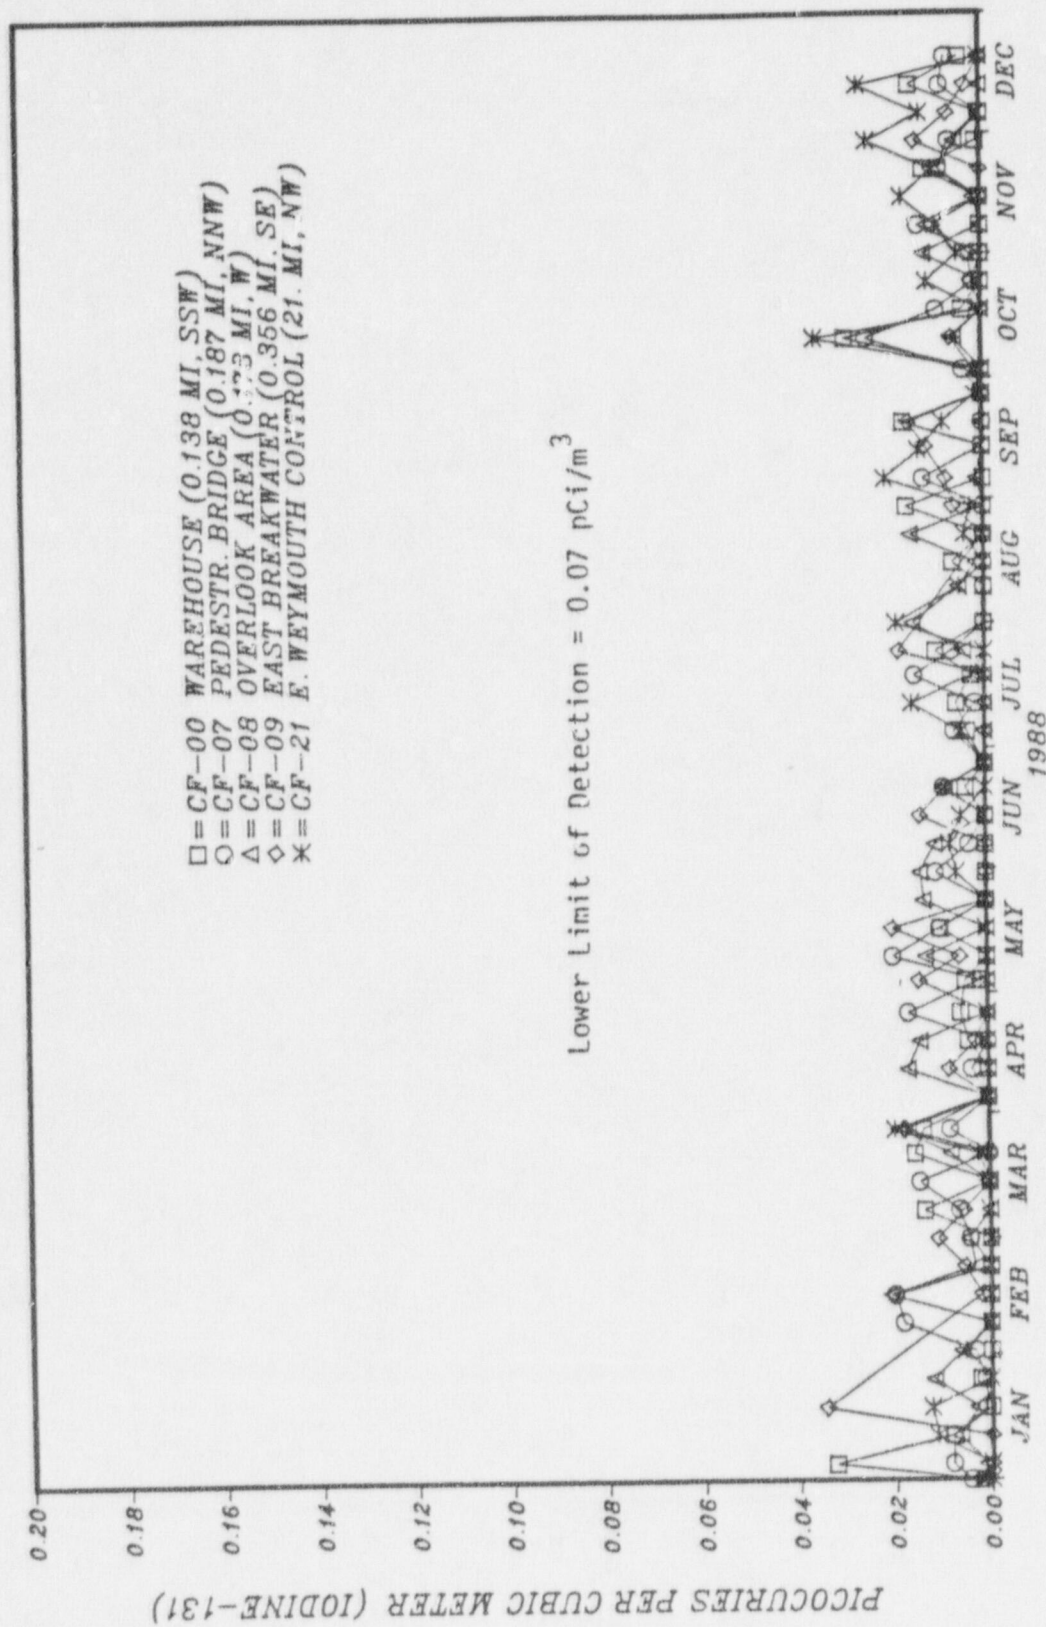 □=CF-00 WAREHOUSE (0.138 MI, SSW)
○=CF-07 PEDESTR. BRIDGE (0.187 MI, NNW)
△=CF-08 OVERLOOK AREA ( MI, W)
◇=CF-09 EAST BREAKWATER (0.356 MI. SE)
✳=CF-21 E. WEYMOUTH CONTROL (21. MI, NW)
Lower Limit of Detection = 0.07 pCi/m³
PICOCURIES PER CUBIC METER (IODINE-131)
0.20
0.18
0.16
0.14
0.12
0.10
0.08
0.06
0.04
0.02
0.00
JAN FEB MAR APR MAY JUN JUL AUG SEP OCT NOV DEC
1988